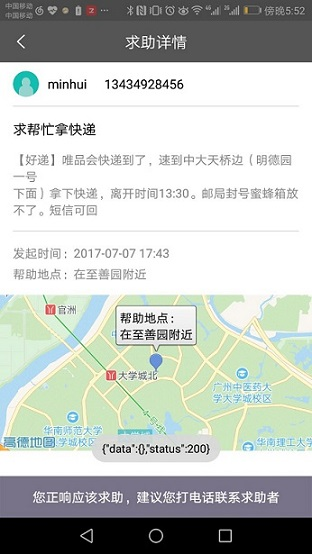 中国移动
中国移动
傍晚5:52
求助详情
minhui 13434928456
求帮忙拿快递
【好递】唯品会快递到了，速到中大天桥边（明德园
一号
下面）拿下快递，离开时间13:30。邮局封号蜜蜂箱放
不了。短信可回
发起时间：2017-07-07 17:43
帮助地点：在至善园附近
官洲
帮助地点：
在至善园附近
大学城北
广州中医药大
学大学城校区
华南师范大学
大学城校区
华南理工大学
大学城校区
高德地图
{"data":{},"status":200}
您正响应该求助，建议您打电话联系求助者